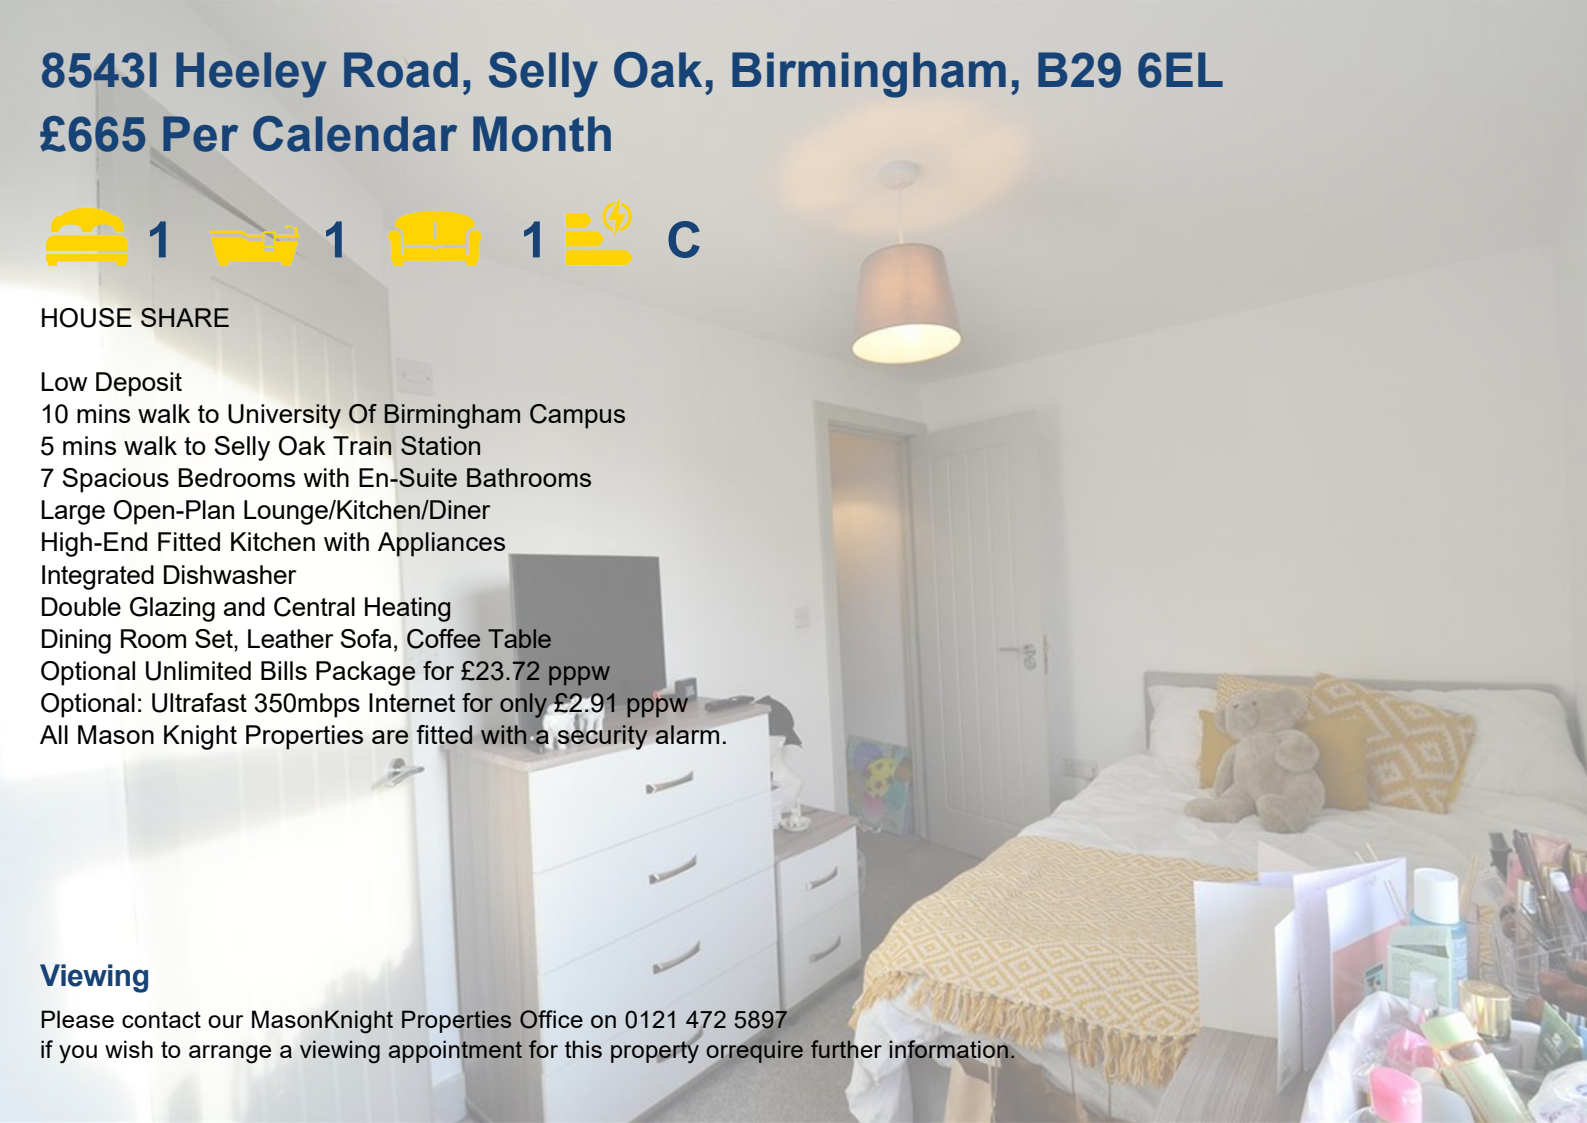 8543I Heeley Road, Selly Oak, Birmingham, B29 6EL
£665 Per Calendar Month
1 1 1 C
HOUSE SHARE
Low Deposit
10 mins walk to University Of Birmingham Campus
5 mins walk to Selly Oak Train Station
7 Spacious Bedrooms with En-Suite Bathrooms
Large Open-Plan Lounge/Kitchen/Diner
High-End Fitted Kitchen with Appliances
Integrated Dishwasher
Double Glazing and Central Heating
Dining Room Set, Leather Sofa, Coffee Table
Optional Unlimited Bills Package for £23.72 pppw
Optional: Ultrafast 350mbps Internet for only £2.91 pppw
All Mason Knight Properties are fitted with a security alarm.
Viewing
Please contact our MasonKnight Properties Office on 0121 472 5897
if you wish to arrange a viewing appointment for this property orrequire further information.